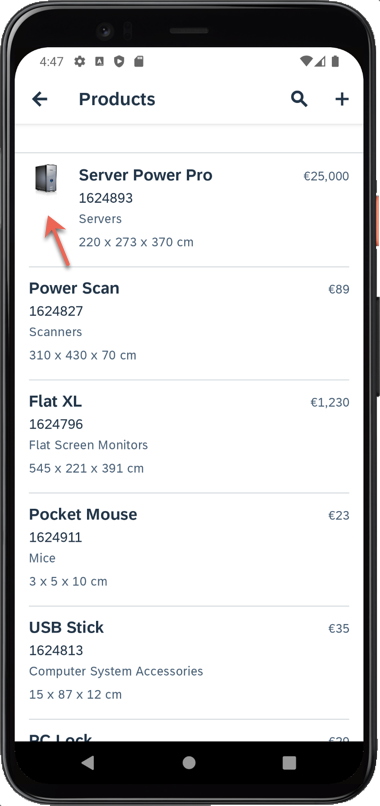 4:47
Products
Server Power Pro €25,000
1624893
Servers
220 x 273 x 370 cm
Power Scan €89
1624827
Scanners
310 x 430 x 70 cm
Flat XL €1,230
1624796
Flat Screen Monitors
545 x 221 x 391 cm
Pocket Mouse €23
1624911
Mice
3 x 5 x 10 cm
USB Stick €35
1624813
Computer System Accessories
15 x 87 x 12 cm
PC Lock